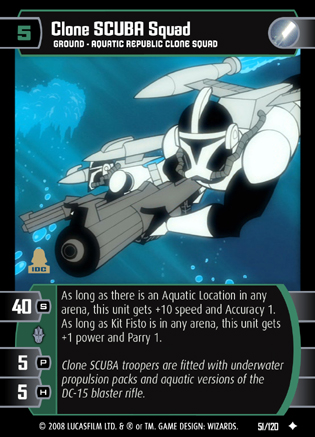 5 Clone SCUBA Squad
GROUND - AQUATIC REPUBLIC CLONE SQUAD
IDC
40 S
5 P
5 H
As long as there is an Aquatic Location in any
arena, this unit gets +10 speed and Accuracy 1.
As long as Kit Fisto is in any arena, this unit gets
+1 power and Parry 1.
Clone SCUBA troopers are fitted with underwater
propulsion packs and aquatic versions of the
DC-15 blaster rifle.
© 2008 LUCASFILM LTD. & ® or TM. GAME DESIGN: WIZARDS. 51/120